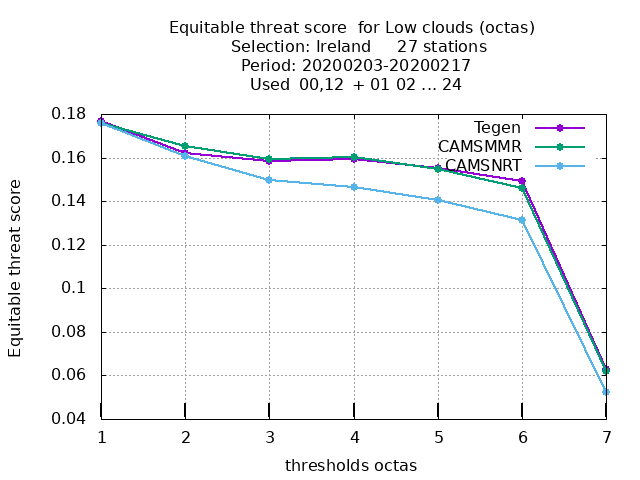 Equitable threat score  for Low clouds (octas)
Selection: Ireland     27 stations
Period: 20200203-20200217
Used  00,12  + 01 02 ... 24
Equitable threat score
0.18
0.16
0.14
0.12
0.1
0.08
0.06
0.04
Tegen
CAMSMMR
CAMSNRT
1 2 3 4 5 6 7
thresholds octas